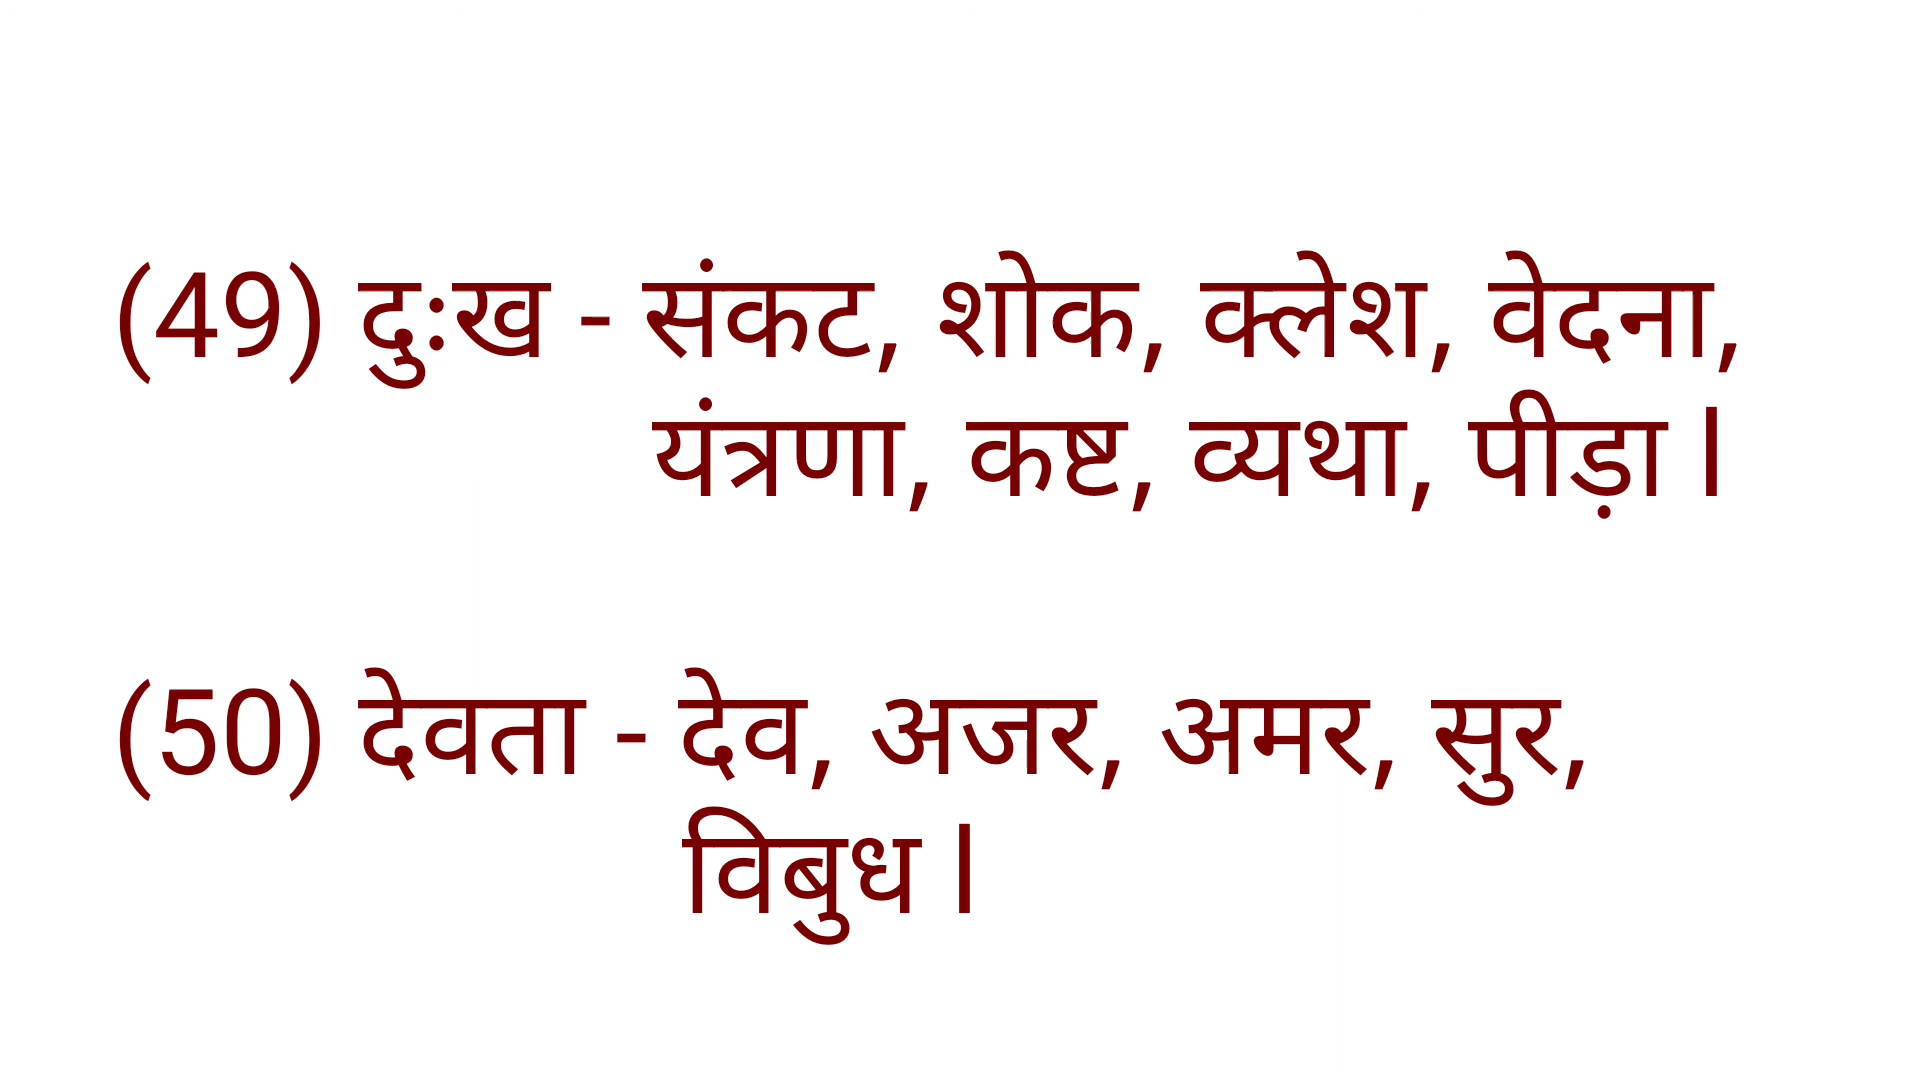 (49) दुःख - संकट, शोक, क्लेश, वेदना,
यंत्रणा, कष्ट, व्यथा, पीड़ा l
(50) देवता - देव, अजर, अमर, सुर,
विबुध l